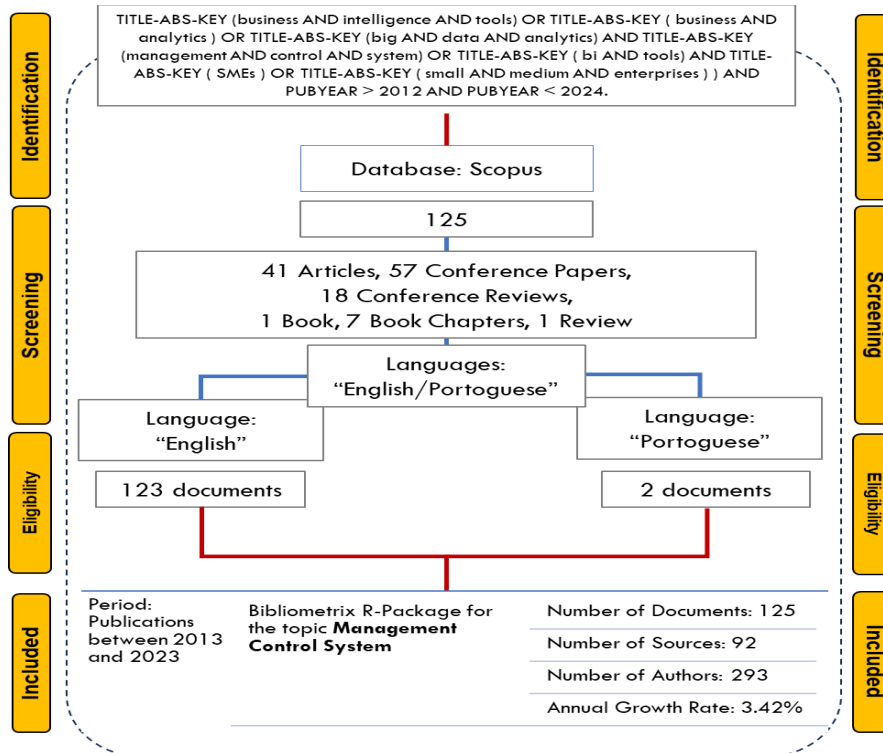 TITLE-ABS-KEY (business AND intelligence AND tools) OR TITLE-ABS-KEY ( business AND
analytics ) OR TITLE-ABS-KEY (big AND data AND analytics) AND TITLE-ABS-KEY
(management AND control AND system) OR TITLE-ABS-KEY ( bi AND tools) AND TITLE-
ABS-KEY ( SMEs ) OR TITLE-ABS-KEY ( small AND medium AND enterprises ) ) AND
PUBYEAR > 2012 AND PUBYEAR < 2024.
Identification
Identification
Database: Scopus
125
Screening
Screening
41 Articles, 57 Conference Papers,
18 Conference Reviews,
1 Book, 7 Book Chapters, 1 Review
Languages:
“English/Portuguese”
Language:
“English”
Language:
“Portoguese”
Eligibility
Eligibility
123 documents
2 documents
Included
Included
Period:
Publications
between 2013
and 2023
Bibliometrix R-Package for
the topic Management
Control System
Number of Documents: 125
Number of Sources: 92
Number of Authors: 293
Annual Growth Rate: 3.42%